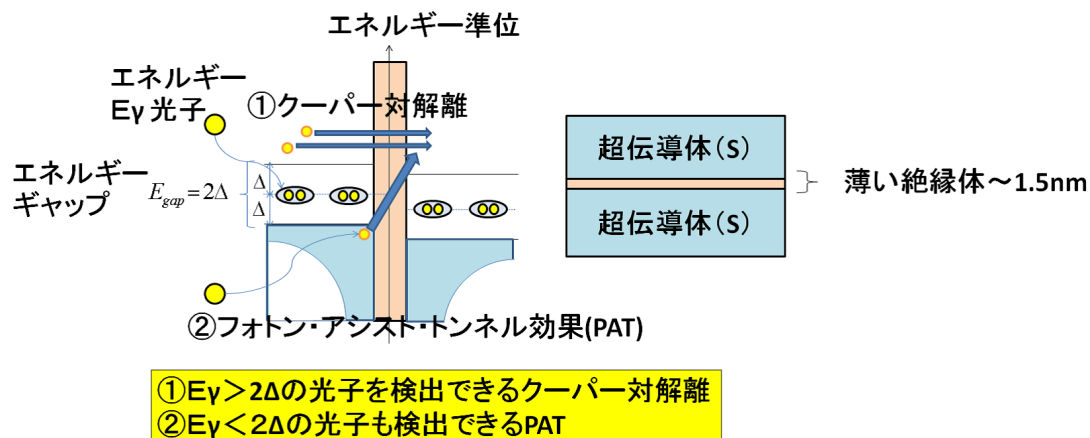 エネルギー準位
エネルギー
Eγ光子
①クーパー対解離
エネルギー
ギャップ
E_gap=2Δ
Δ
Δ
②フォトン・アシスト・トンネル効果(PAT)
超伝導体(S)
超伝導体(S)
薄い絶縁体～1.5nm
①Eγ＞2Δの光子を検出できるクーパー対解離
②Eγ＜２Δの光子も検出できるPAT